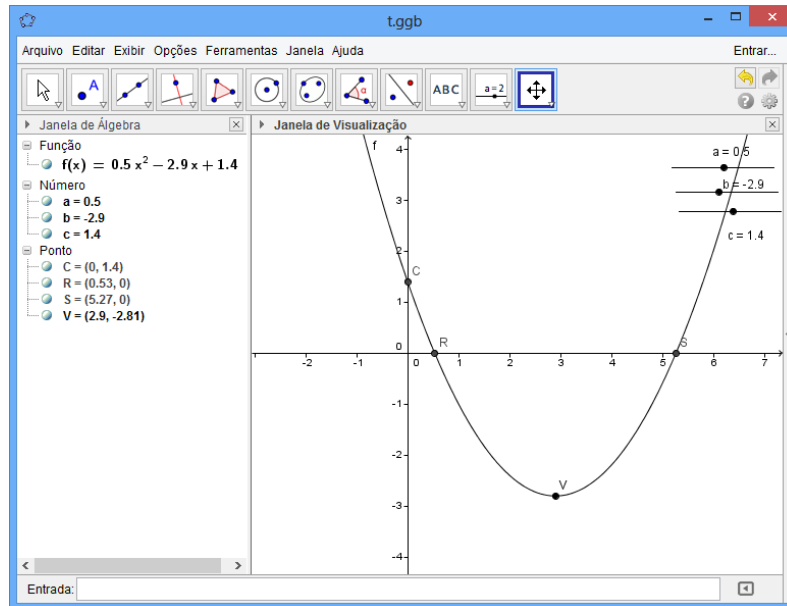 t.ggb
Arquivo Editar Exibir Opções Ferramentas Janela Ajuda Entrar...
A
α
ABC
a=2
Janela de Álgebra
Função
f(x) = 0.5 x² − 2.9 x + 1.4
Número
a = 0.5
b = -2.9
c = 1.4
Ponto
C = (0, 1.4)
R = (0.53, 0)
S = (5.27, 0)
V = (2.9, -2.81)
Janela de Visualização
f
4
3
2
1
0
-1
-2
-3
-4
-2 -1 0 1 2 3 4 5 6 7
C
R
S
V
a = 0.5
b = -2.9
c = 1.4
Entrada: